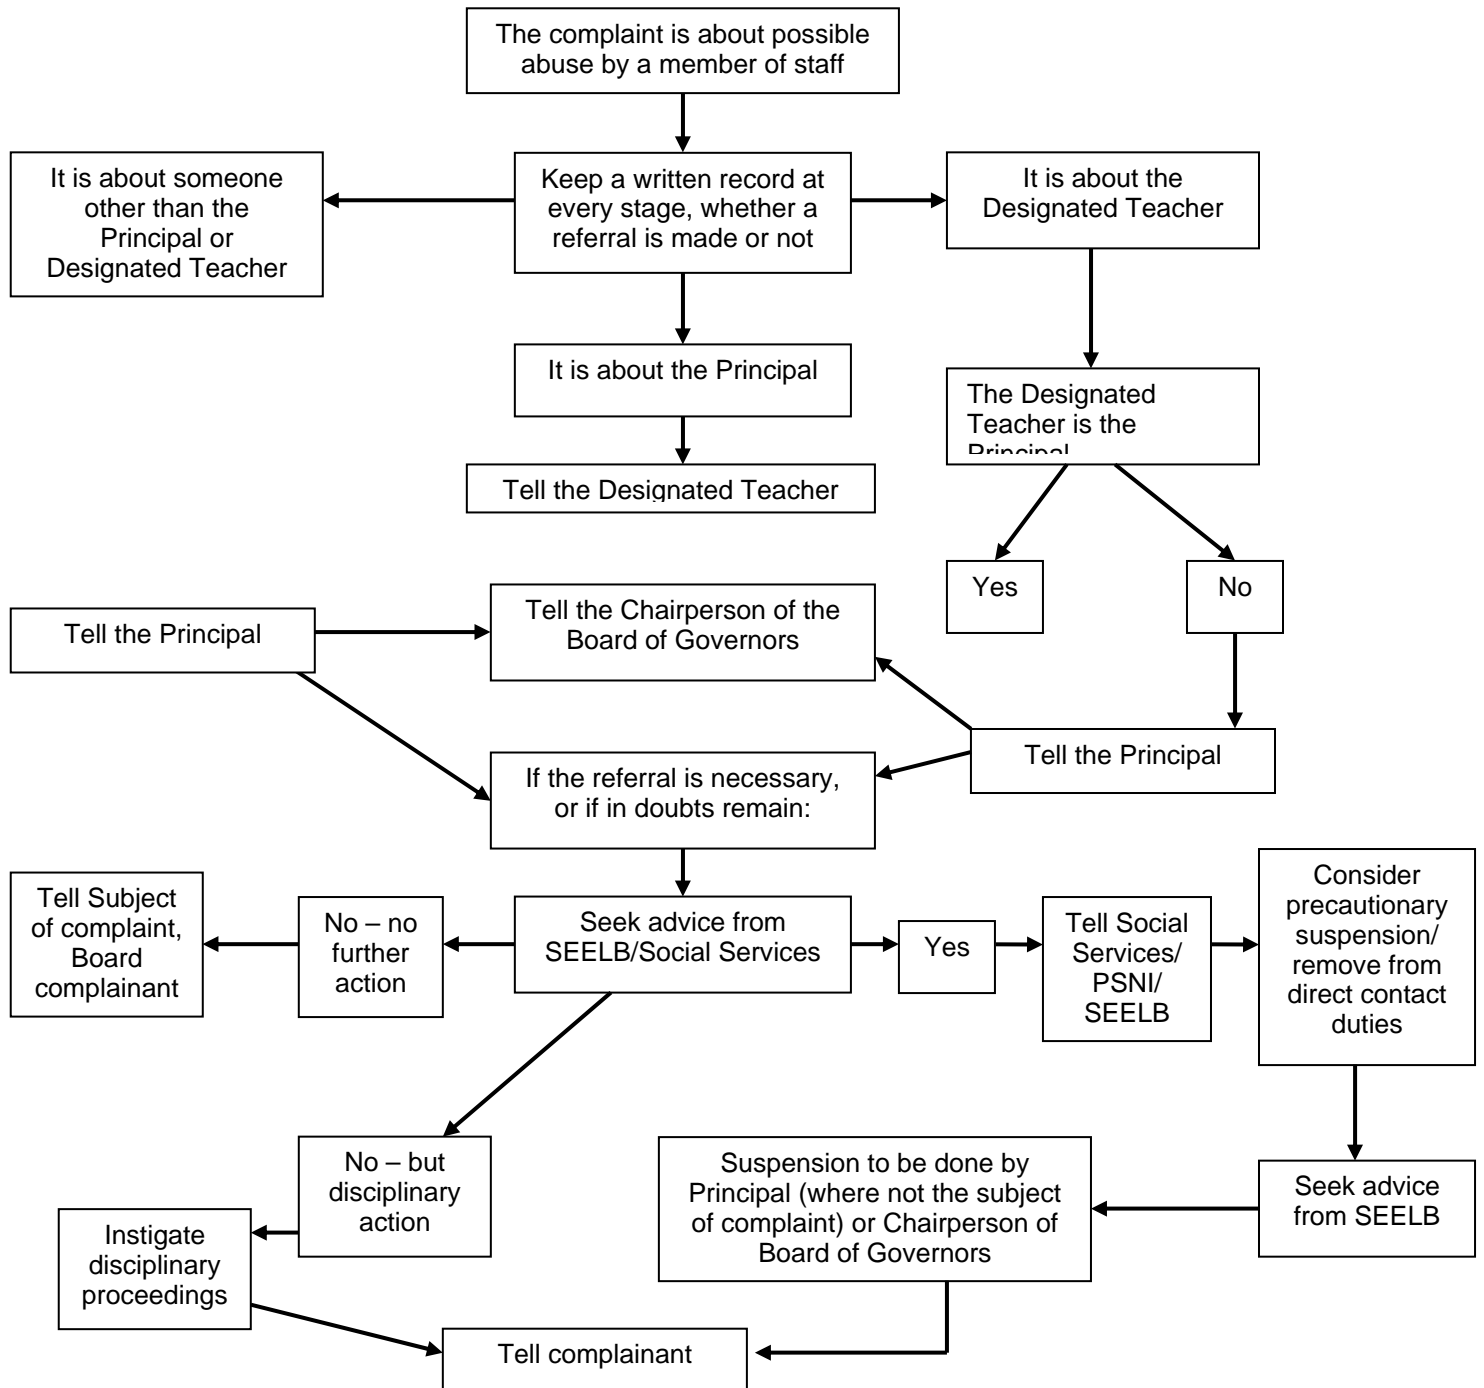 The complaint is about possible
abuse by a member of staff
It is about someone
other than the
Principal or
Designated Teacher
Keep a written record at
every stage, whether a
referral is made or not
It is about the
Designated Teacher
It is about the Principal
The Designated
Teacher is the
Principal
Tell the Designated Teacher
Yes
No
Tell the Principal
Tell the Chairperson of the
Board of Governors
Tell the Principal
If the referral is necessary,
or if in doubts remain:
Tell Subject
of complaint,
Board
complainant
No – no
further
action
Seek advice from
SEELB/Social Services
Yes
Tell Social
Services/
PSNI/
SEELB
Consider
precautionary
suspension/
remove from
direct contact
duties
No – but
disciplinary
action
Suspension to be done by
Principal (where not the subject
of complaint) or Chairperson of
Board of Governors
Seek advice
from SEELB
Instigate
disciplinary
proceedings
Tell complainant